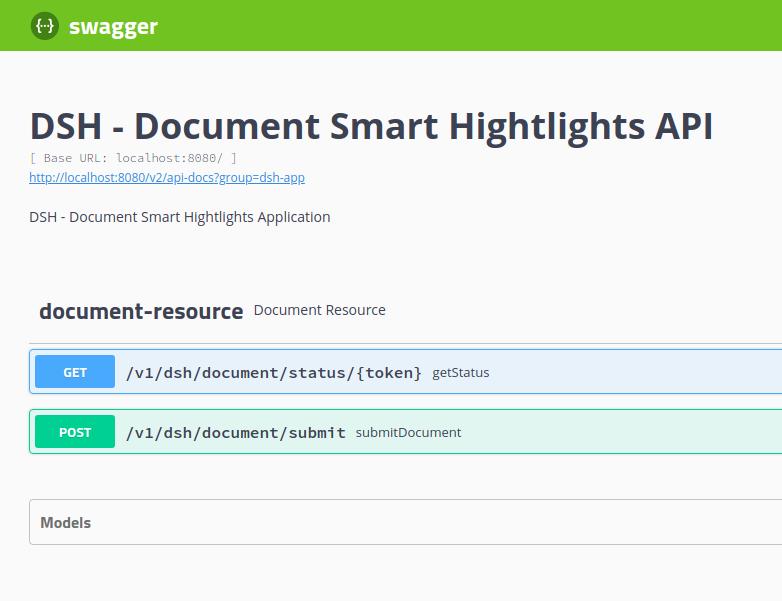 {···} swagger
DSH - Document Smart Hightlights API
[ Base URL: localhost:8080/ ]
http://localhost:8080/v2/api-docs?group=dsh-app
DSH - Document Smart Hightlights Application
document-resource Document Resource
GET /v1/dsh/document/status/{token} getStatus
POST /v1/dsh/document/submit submitDocument
Models